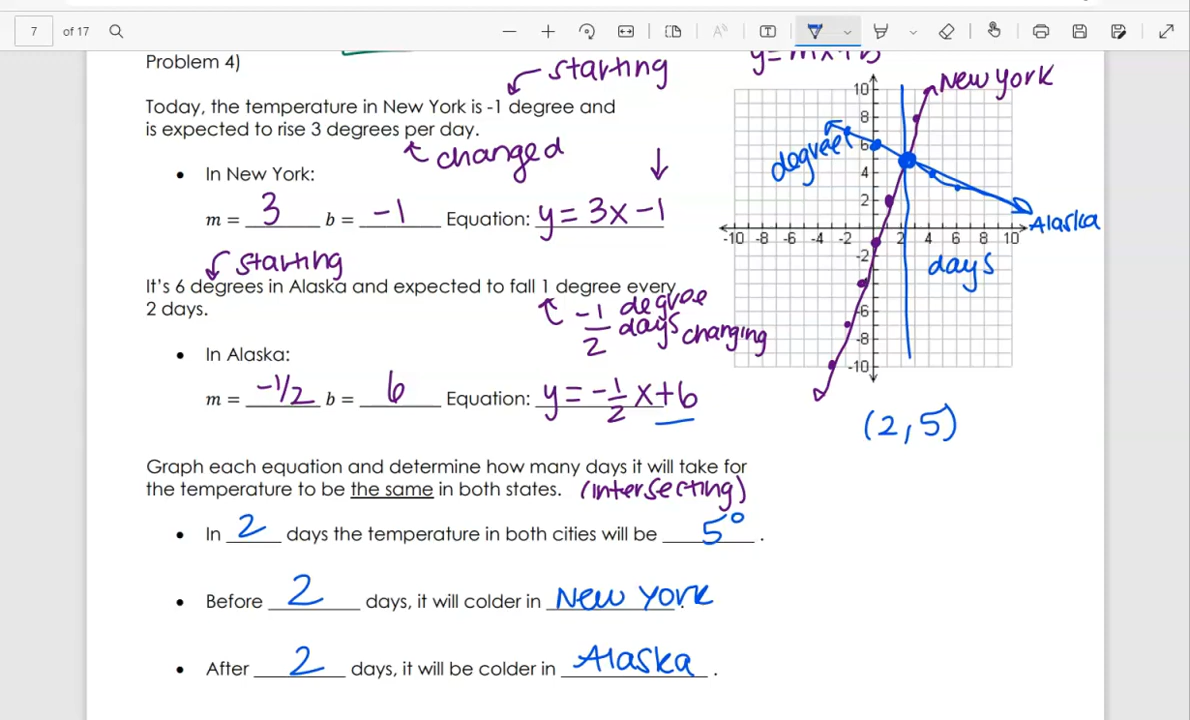 7 of 17
y=mx+b
Problem 4)
starting
New York
Today, the temperature in New York is -1 degree and
is expected to rise 3 degrees per day.
changed
• In New York:
m = 3 b = -1 Equation: y = 3x -1
starting
It's 6 degrees in Alaska and expected to fall 1 degree every
2 days.
-1 degree
2 days changing
• In Alaska:
m = -1/2 b = 6 Equation: y = -1/2 x+6
degree
10
8
6
4
2
-10 -8 -6 -4 -2 2 4 6 8 10
Alaska
days
-2
-6
-8
-10
(2,5)
Graph each equation and determine how many days it will take for
the temperature to be the same in both states. (intersecting)
• In 2 days the temperature in both cities will be 5° .
• Before 2 days, it will colder in New York.
• After 2 days, it will be colder in Alaska .